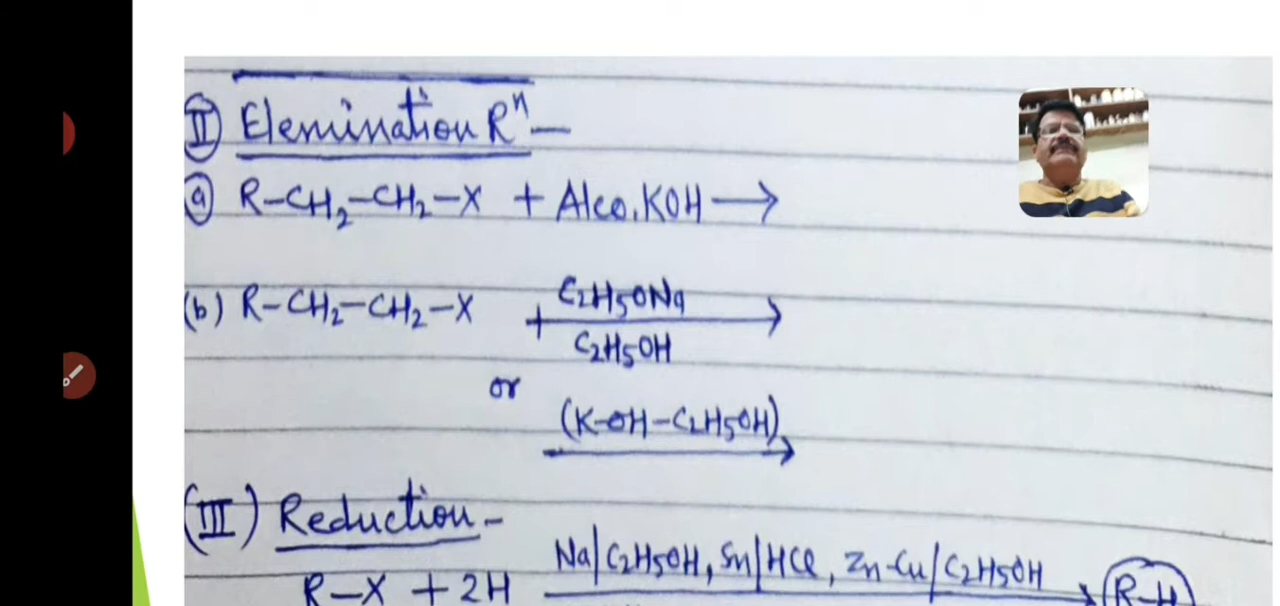 (II) Elemination Rⁿ—
(a) R-CH₂-CH₂-X + Alco.KOH →
(b) R-CH₂-CH₂-X + C₂H₅ONa →
C₂H₅OH
or
(K-OH-C₂H₅OH) →
(III) Reduction-
Na/C₂H₅OH, Sn/HCl, Zn-Cu/C₂H₅OH
R-X + 2H → R-H